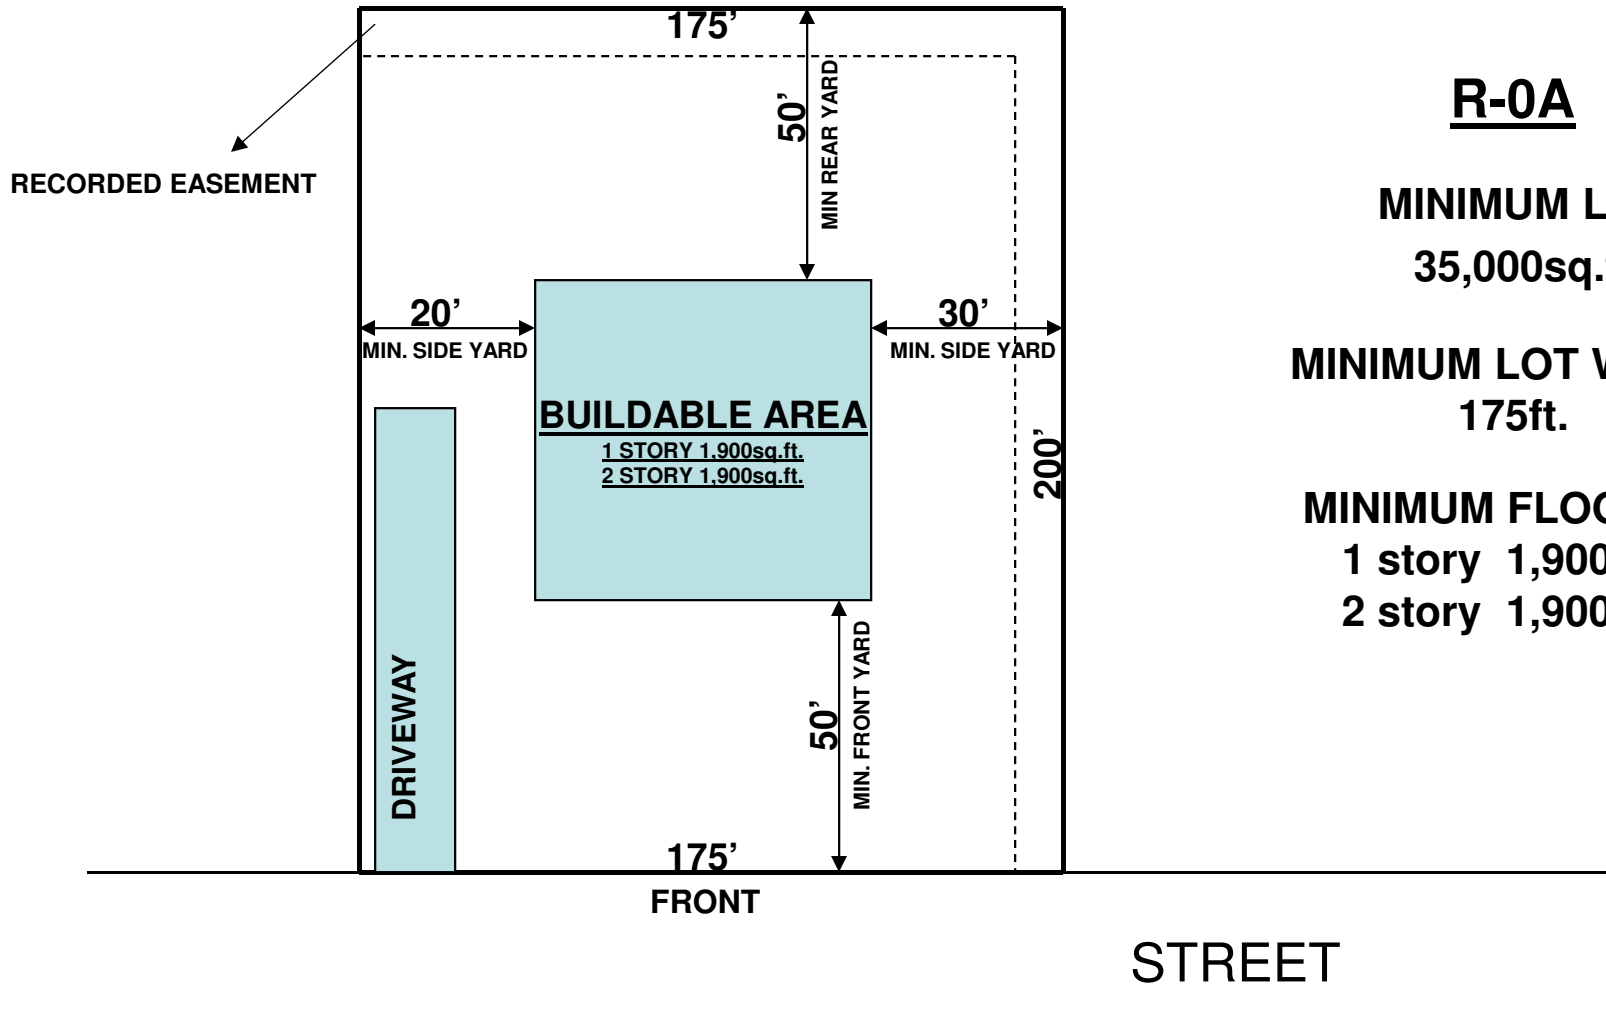 175’
50’
MIN REAR YARD
R-0A
RECORDED EASEMENT
MINIMUM L
35,000sq.
20’
MIN. SIDE YARD
30’
MIN. SIDE YARD
MINIMUM LOT
175ft.
BUILDABLE AREA
1 STORY 1,900sq.ft.
2 STORY 1,900sq.ft.
200’
MINIMUM FLOO
1 story 1,900
2 story 1,900
DRIVEWAY
50’
MIN. FRONT YARD
175’
FRONT
STREET